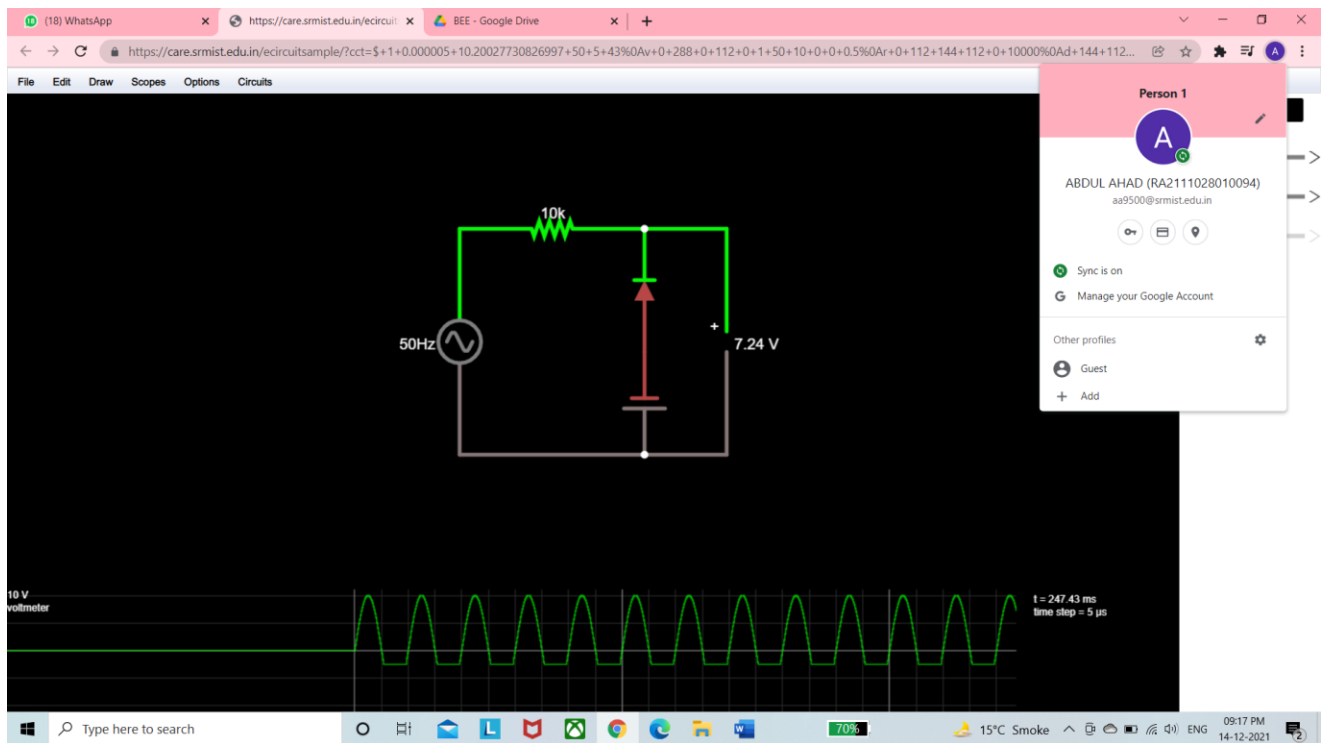 (18) WhatsApp
https://care.srmist.edu.in/ecircuit
BEE - Google Drive
https://care.srmist.edu.in/ecircuitsample/?cct=$+1+0.000005+10.20027730826997+50+5+43%0Av+0+288+0+112+0+1+50+10+0+0+0.5%0Ar+0+112+144+112+0+10000%0Ad+144+112...
A
File Edit Draw Scopes Options Circuits
Person 1
A
ABDUL AHAD (RA2111028010094)
aa9500@srmist.edu.in
Sync is on
G Manage your Google Account
Other profiles
Guest
Add
10k
50Hz
+
7.24 V
10 V
voltmeter
t = 247.43 ms
time step = 5 µs
Type here to search
L
70%
15°C Smoke
ENG
09:17 PM
14-12-2021
2